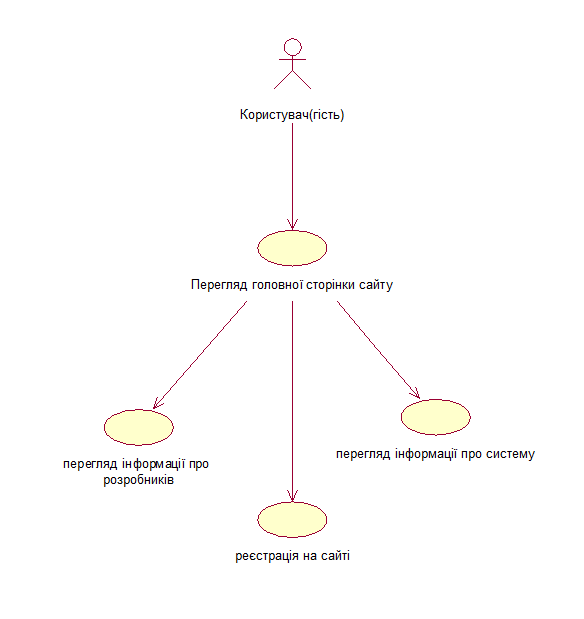 Користувач(гість)
Перегляд головної сторінки сайту
перегляд інформації про
розробників
перегляд інформації про систему
реєстрація на сайті